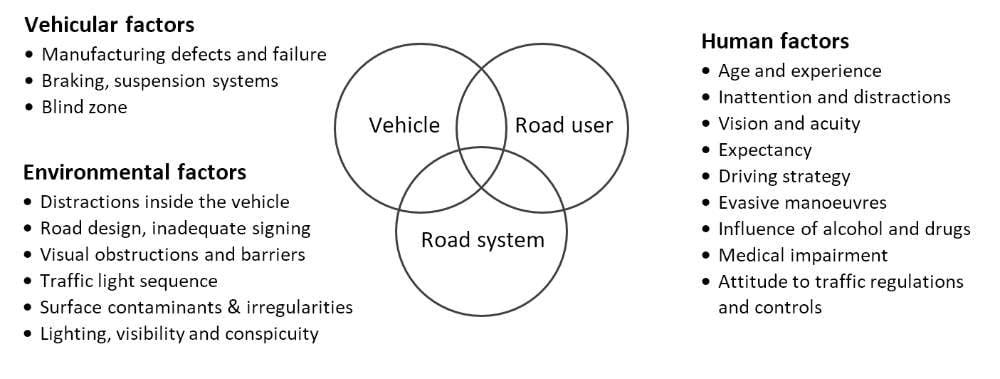 Vehicular factors
• Manufacturing defects and failure
• Braking, suspension systems
• Blind zone
Environmental factors
• Distractions inside the vehicle
• Road design, inadequate signing
• Visual obstructions and barriers
• Traffic light sequence
• Surface contaminants & irregularities
• Lighting, visibility and conspicuity
Vehicle
Road user
Road system
Human factors
• Age and experience
• Inattention and distractions
• Vision and acuity
• Expectancy
• Driving strategy
• Evasive manoeuvres
• Influence of alcohol and drugs
• Medical impairment
• Attitude to traffic regulations
and controls